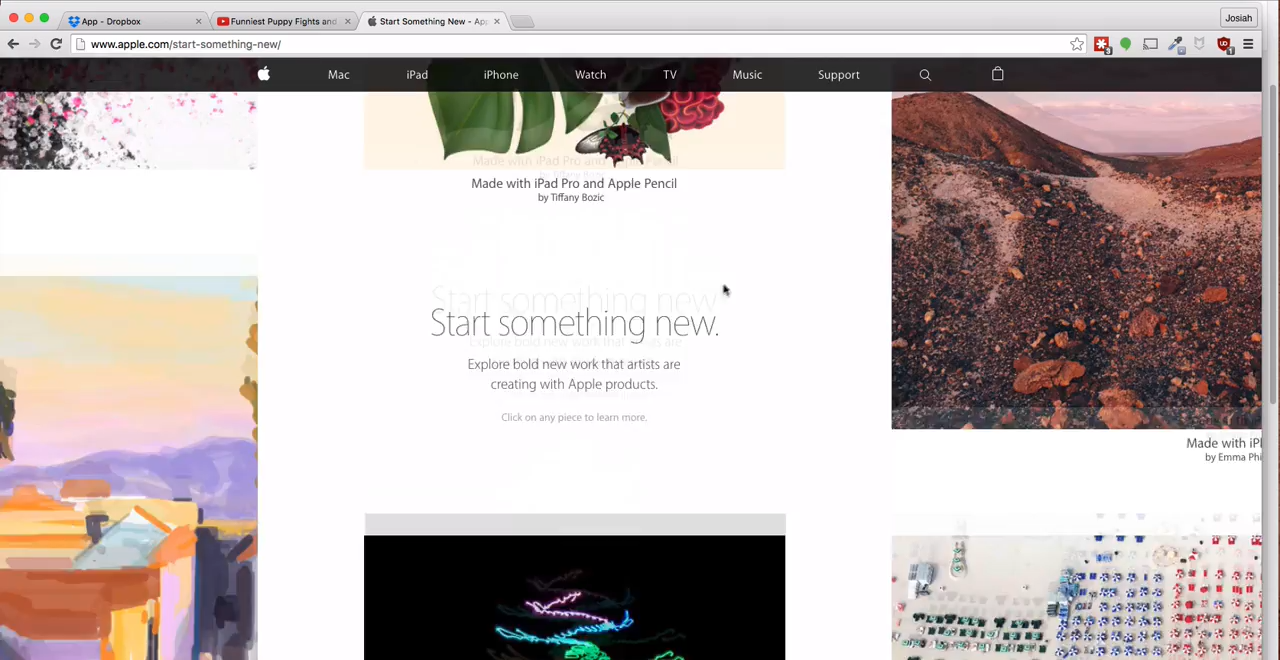 App - Dropbox
Funniest Puppy Fights and
Start Something New - App
Josiah
www.apple.com/start-something-new/
Mac
iPad
iPhone
Watch
TV
Music
Support
Made with iPad Pro and Apple Pencil
by Tiffany Bozic
Start something new.
Explore bold new work that artists are
creating with Apple products.
Click on any piece to learn more.
Made with iPh
by Emma Phi